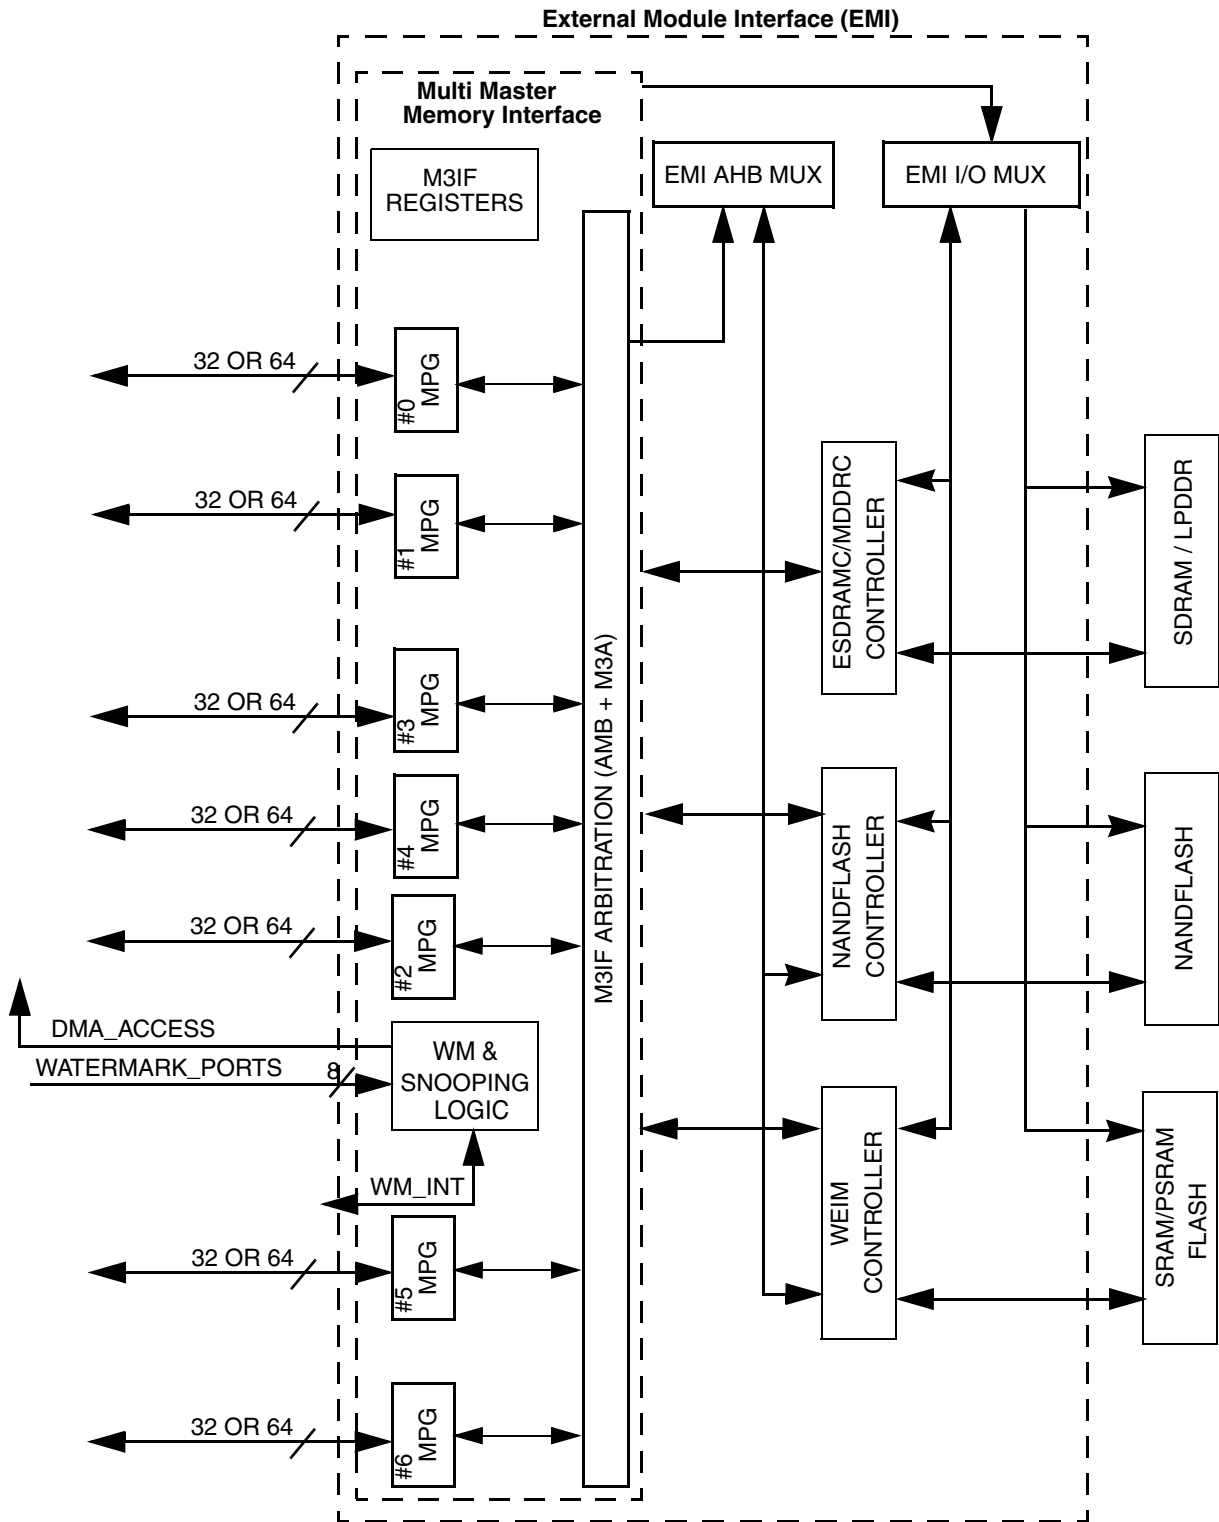 External Module Interface (EMI)
Multi Master
Memory Interface
M3IF
REGISTERS
EMI AHB MUX
EMI I/O MUX
32 OR 64
#0
MPG
32 OR 64
#1
MPG
32 OR 64
#3
MPG
32 OR 64
#4
MPG
32 OR 64
#2
MPG
DMA_ACCESS
WATERMARK_PORTS
8
WM &
SNOOPING
LOGIC
WM_INT
32 OR 64
#5
MPG
32 OR 64
#6
MPG
M3IF ARBITRATION (AMB + M3A)
ESDRAMC/MDDRC
CONTROLLER
NANDFLASH
CONTROLLER
WEIM
CONTROLLER
SDRAM / LPDDR
NANDFLASH
SRAM/PSRAM
FLASH